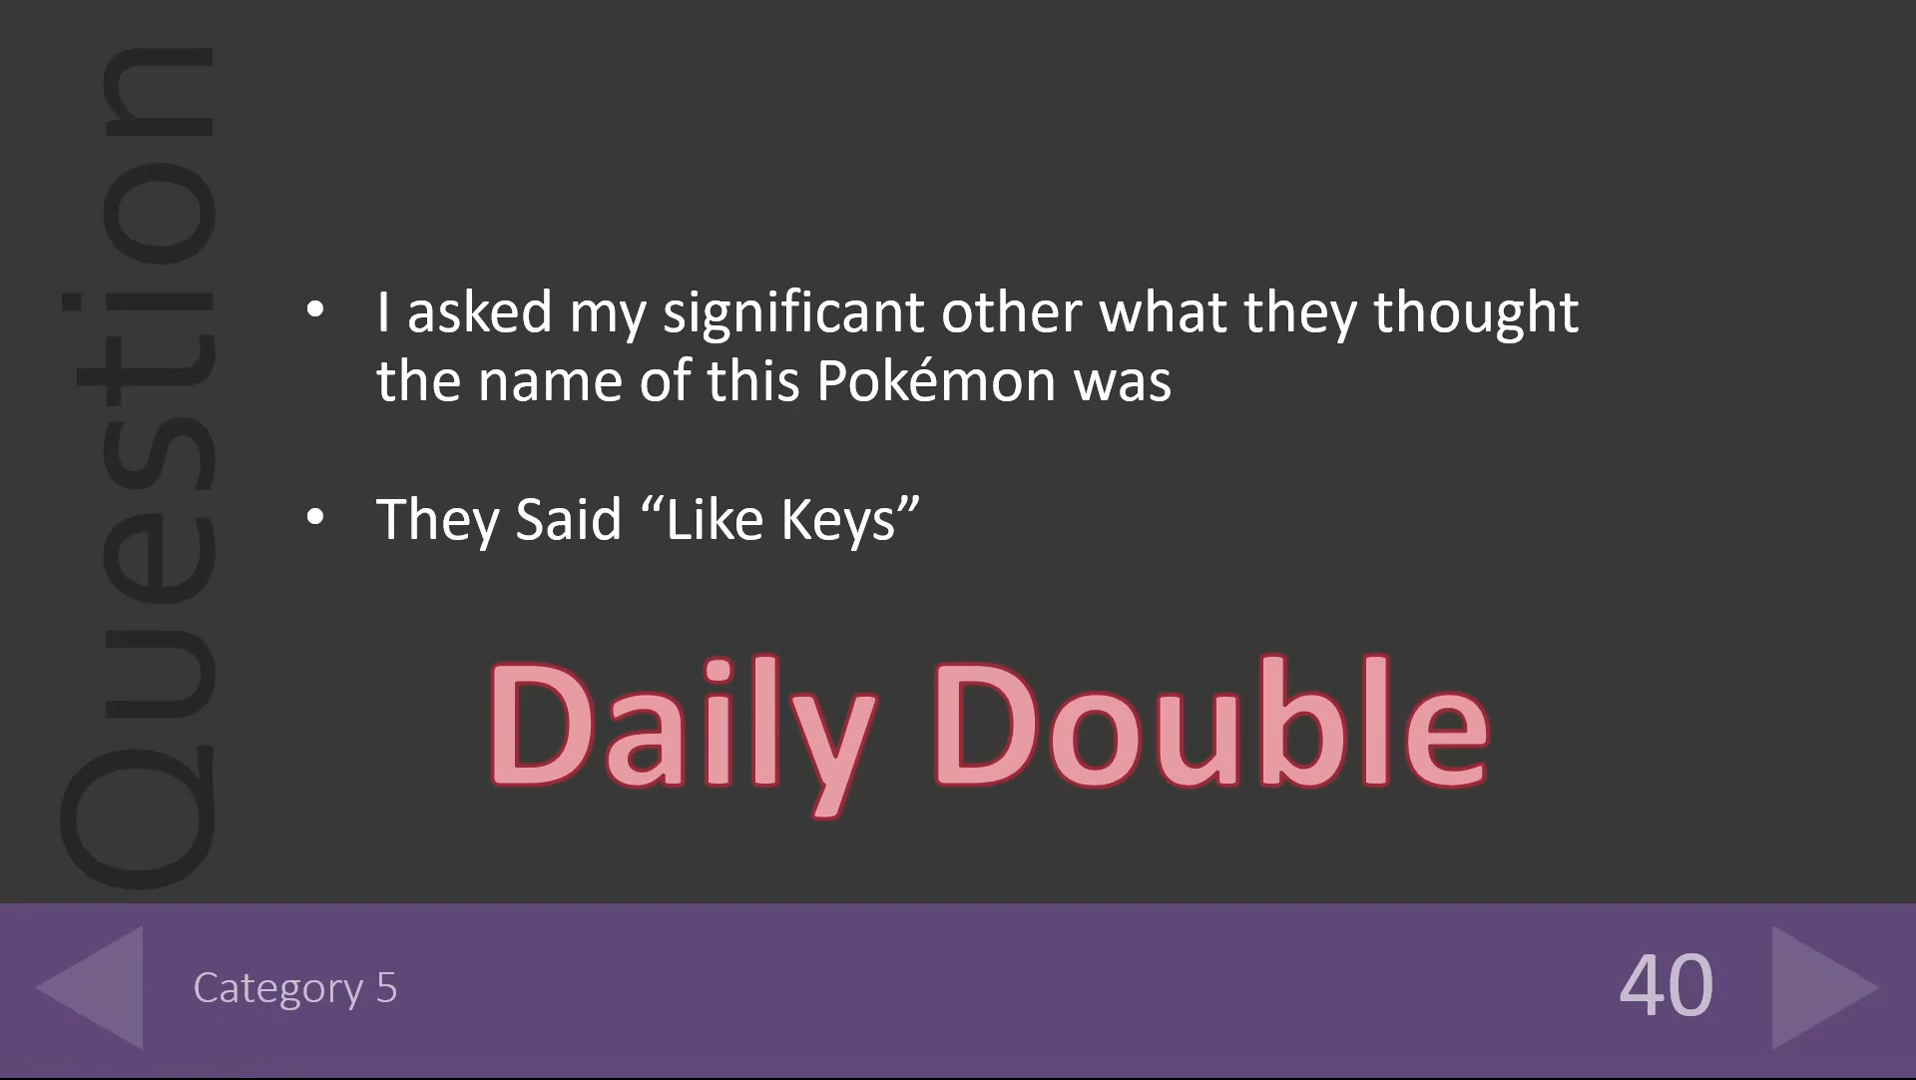 Question
• I asked my significant other what they thought
the name of this Pokémon was
• They Said “Like Keys”
Daily Double
Category 5
40